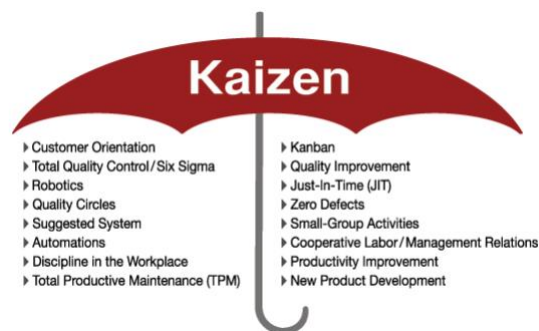 Kaizen
Customer Orientation
Total Quality Control/Six Sigma
Robotics
Quality Circles
Suggested System
Automations
Discipline in the Workplace
Total Productive Maintenance (TPM)
Kanban
Quality Improvement
Just-In-Time (JIT)
Zero Defects
Small-Group Activities
Cooperative Labor/Management Relations
Productivity Improvement
New Product Development